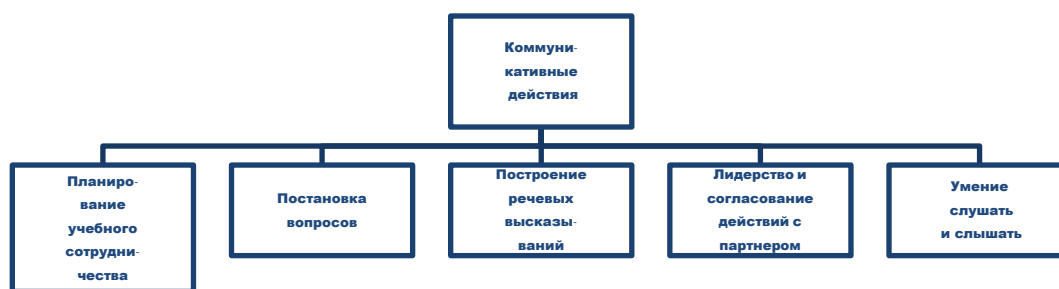 Коммуни-
кативные
действия
Планиро-
вание
учебного
сотрудни-
чества
Постановка
вопросов
Построение
речевых
высказы-
ваний
Лидерство и
согласование
действий с
партнером
Умение
слушать
и слышать